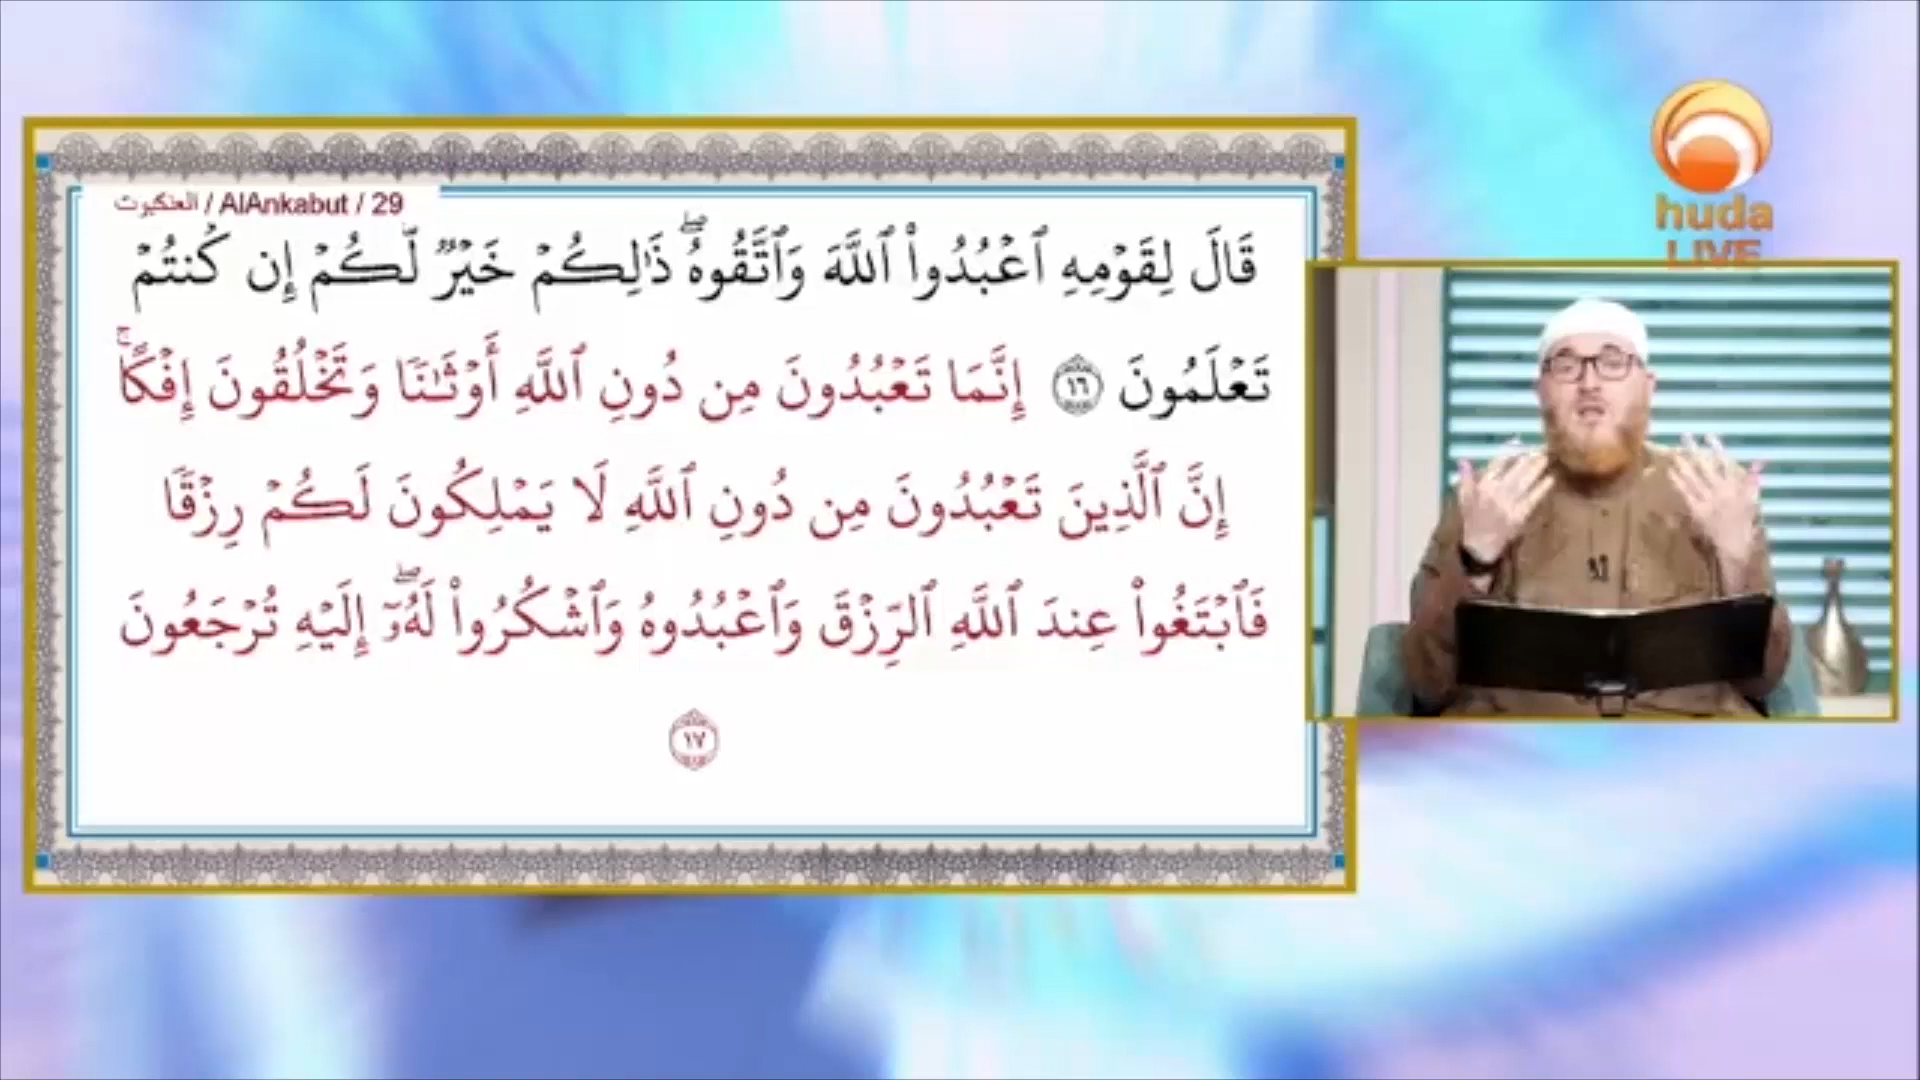 العنكبوت / AlAnkabut / 29
قَالَ لِقَوْمِهِ ٱعْبُدُواْ ٱللَّهَ وَٱتَّقُوهُۖ ذَٰلِكُمْ خَيْرٌ لَّكُمْ إِن كُنتُمْ
تَعْلَمُونَ ١٦ إِنَّمَا تَعْبُدُونَ مِن دُونِ ٱللَّهِ أَوْثَٰنًا وَتَخْلُقُونَ إِفْكًاۚ
إِنَّ ٱلَّذِينَ تَعْبُدُونَ مِن دُونِ ٱللَّهِ لَا يَمْلِكُونَ لَكُمْ رِزْقًا
فَٱبْتَغُواْ عِندَ ٱللَّهِ ٱلرِّزْقَ وَٱعْبُدُوهُ وَٱشْكُرُواْ لَهُۥٓۖ إِلَيْهِ تُرْجَعُونَ
١٧
huda
LIVE